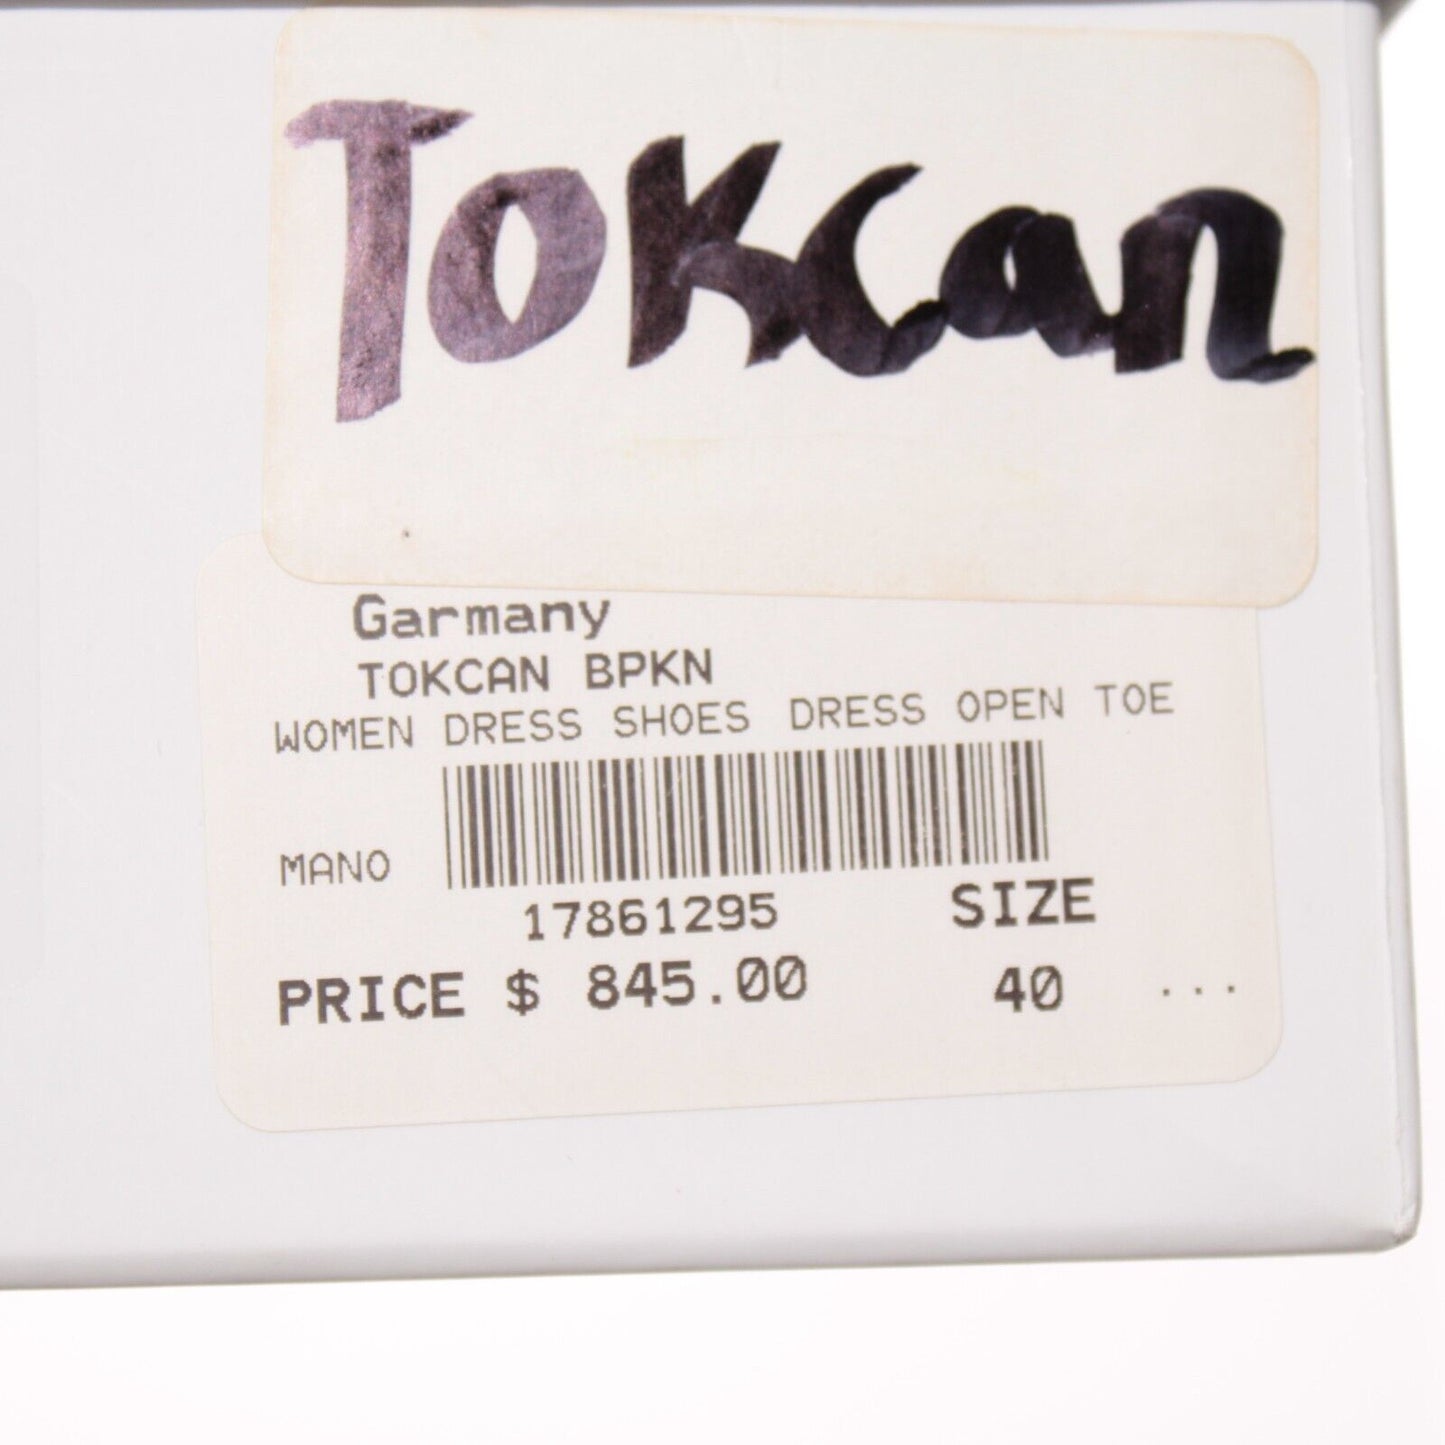 Tokcan
Garmany
TOKCAN BPKN
WOMEN DRESS SHOES DRESS OPEN TOE
MANO
17861295 SIZE
PRICE $ 845.00 40 ...